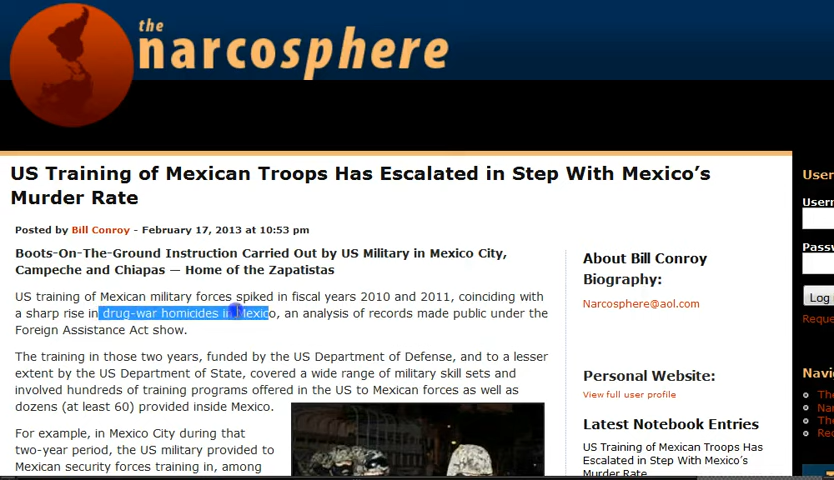 the
narcosphere
US Training of Mexican Troops Has Escalated in Step With Mexico’s
Murder Rate
Posted by Bill Conroy - February 17, 2013 at 10:53 pm
Boots-On-The-Ground Instruction Carried Out by US Military in Mexico City,
Campeche and Chiapas — Home of the Zapatistas
US training of Mexican military forces spiked in fiscal years 2010 and 2011, coinciding with
a sharp rise in drug-war homicides in Mexico, an analysis of records made public under the
Foreign Assistance Act show.
The training in those two years, funded by the US Department of Defense, and to a lesser
extent by the US Department of State, covered a wide range of military skill sets and
involved hundreds of training programs offered in the US to Mexican forces as well as
dozens (at least 60) provided inside Mexico.
For example, in Mexico City during that
two-year period, the US military provided to
Mexican security forces training in, among
About Bill Conroy
Biography:
Narcosphere@aol.com
Personal Website:
View full user profile
Latest Notebook Entries
US Training of Mexican Troops Has
Escalated in Step With Mexico’s
Murder Rate
User
Log